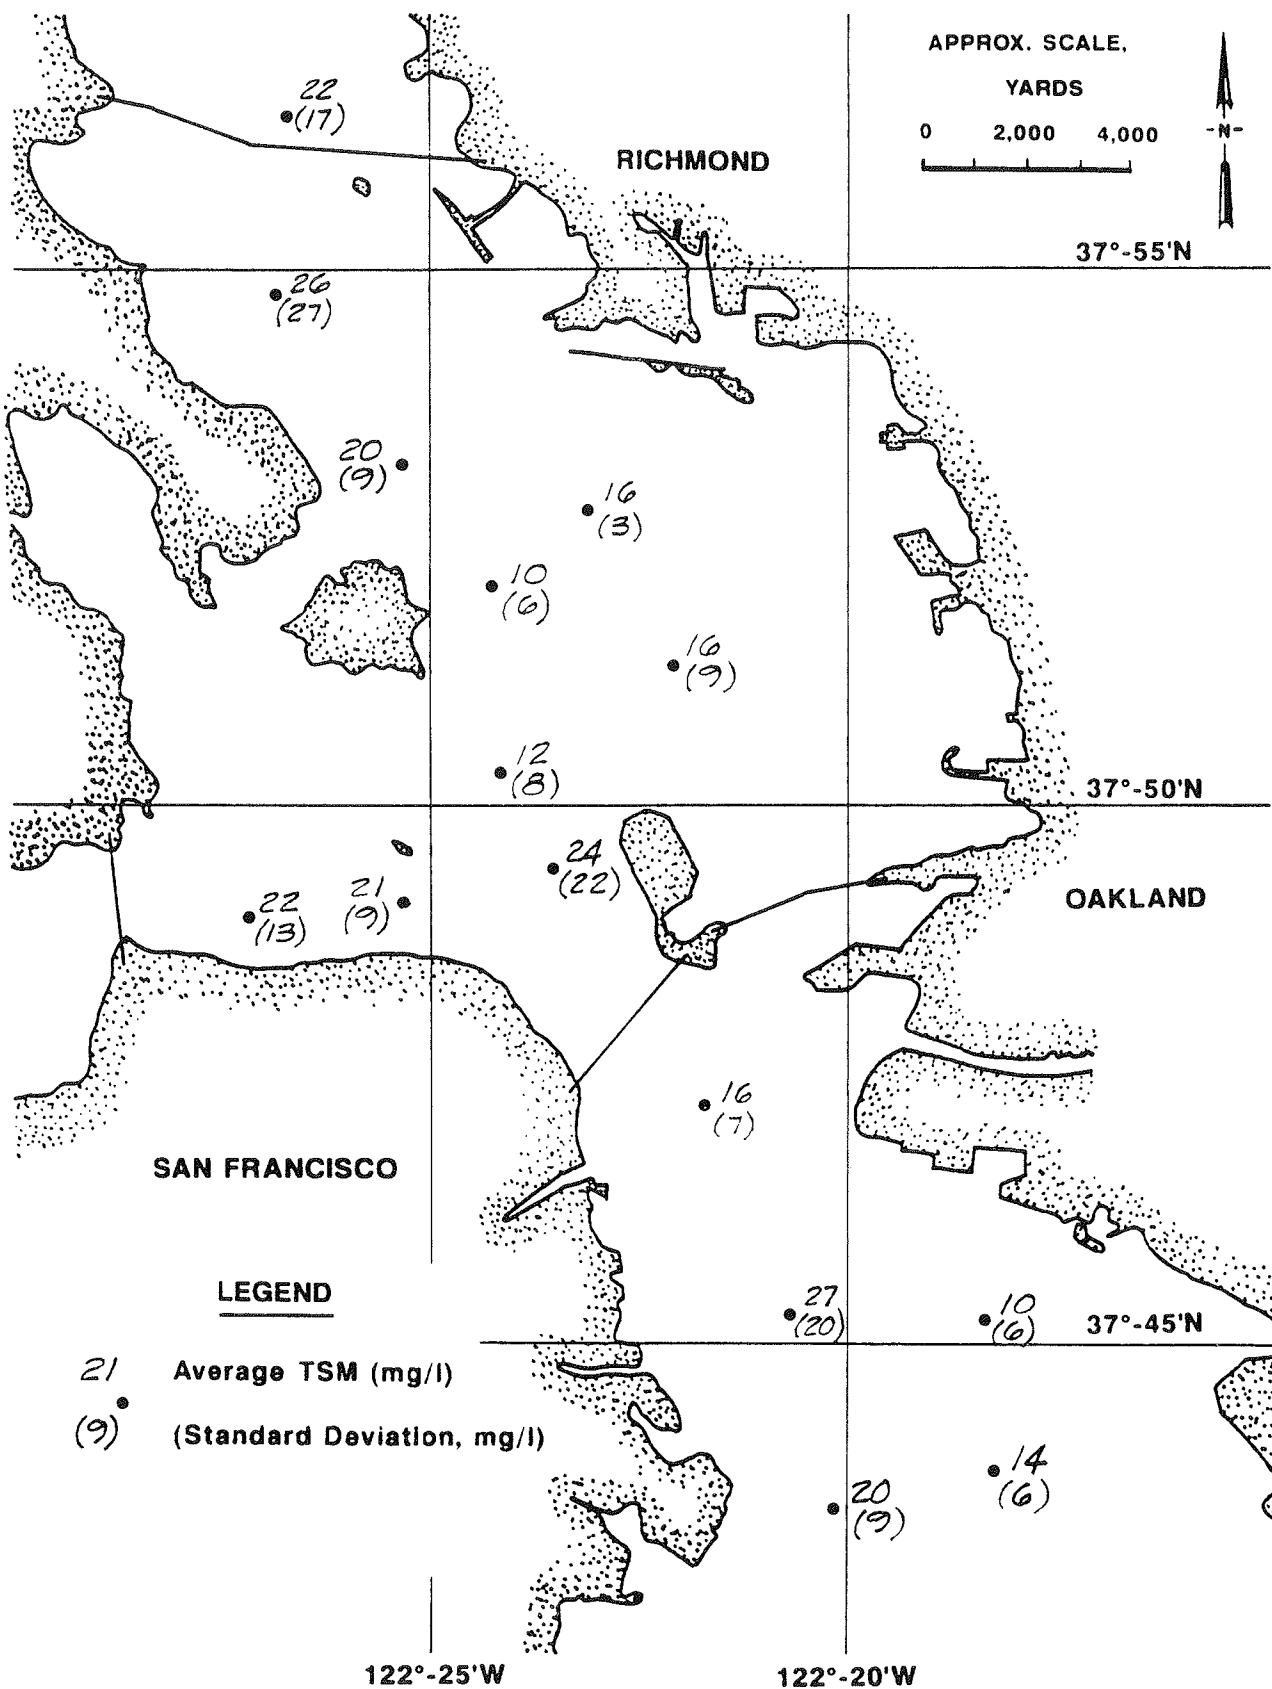 APPROX. SCALE,
YARDS
0 2,000 4,000
-N-
22
(17)
RICHMOND
37°-55'N
26
(27)
20
(9)
16
(3)
10
(6)
16
(9)
12
(8)
37°-50'N
24
(22)
21
(9)
22
(13)
OAKLAND
16
(7)
SAN FRANCISCO
LEGEND
27
(20)
10
(6)
37°-45'N
21 Average TSM (mg/l)
(9) (Standard Deviation, mg/l)
14
(6)
20
(9)
122°-25'W 122°-20'W